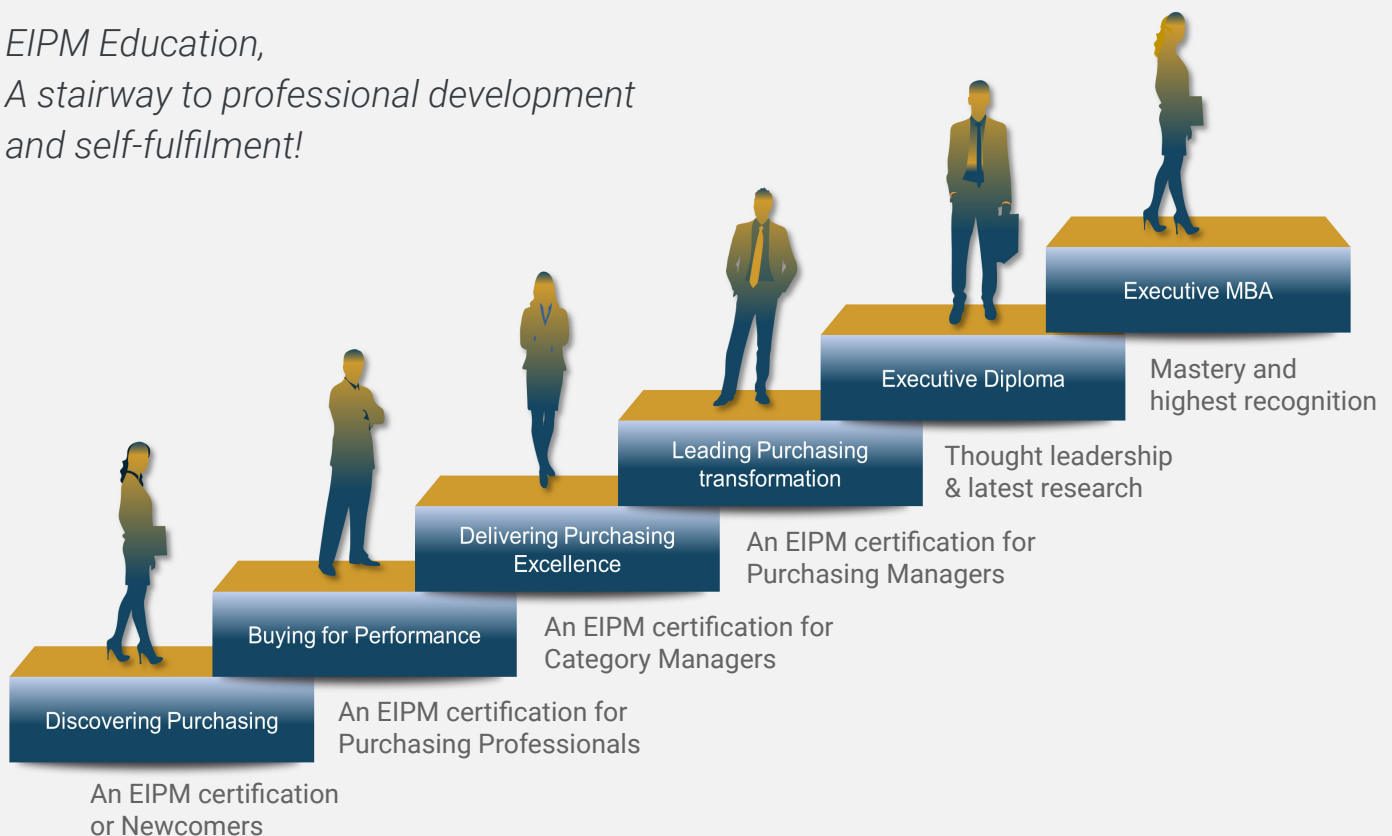 EIPM Education,
A stairway to professional development
and self-fulfilment!
Executive MBA
Mastery and
highest recognition
Executive Diploma
Thought leadership
& latest research
Leading Purchasing
transformation
An EIPM certification for
Purchasing Managers
Delivering Purchasing
Excellence
An EIPM certification for
Category Managers
Buying for Performance
An EIPM certification for
Purchasing Professionals
Discovering Purchasing
An EIPM certification
or Newcomers